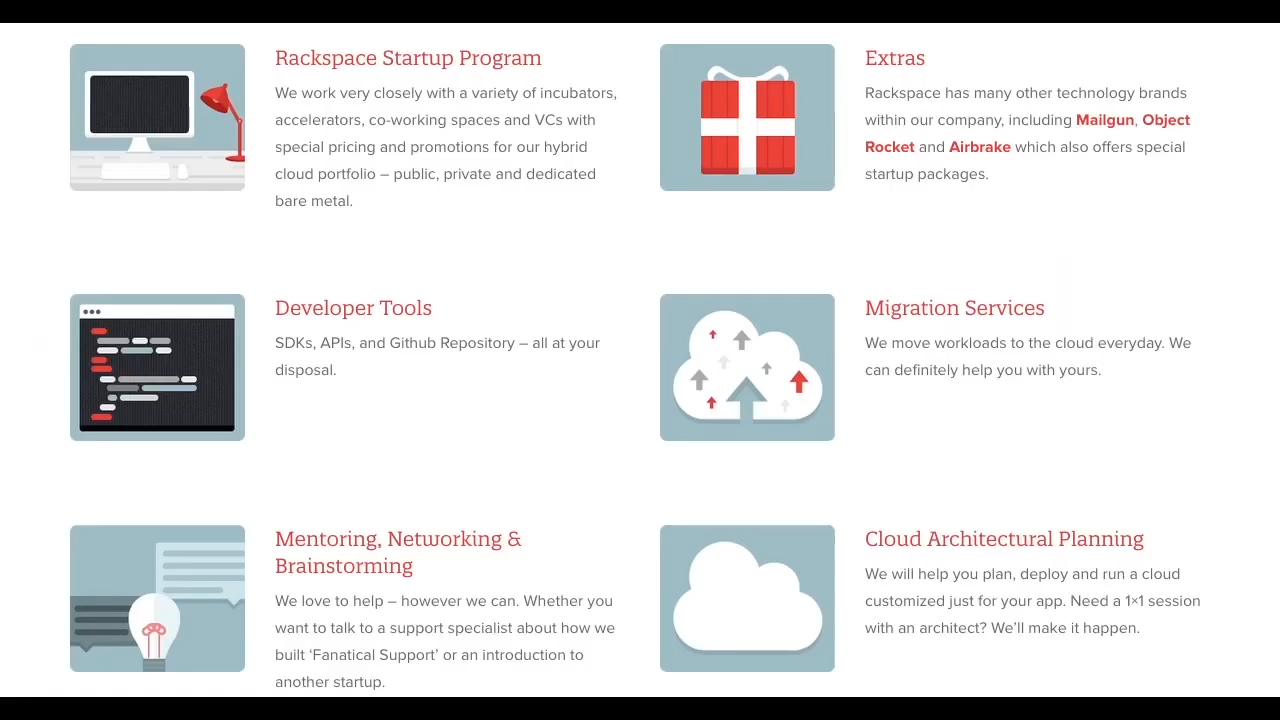 Rackspace Startup Program
We work very closely with a variety of incubators,
accelerators, co-working spaces and VCs with
special pricing and promotions for our hybrid
cloud portfolio – public, private and dedicated
bare metal.
Extras
Rackspace has many other technology brands
within our company, including Mailgun, Object
Rocket and Airbrake which also offers special
startup packages.
Developer Tools
SDKs, APIs, and Github Repository – all at your
disposal.
Migration Services
We move workloads to the cloud everyday. We
can definitely help you with yours.
Mentoring, Networking &
Brainstorming
We love to help – however we can. Whether you
want to talk to a support specialist about how we
built ‘Fanatical Support’ or an introduction to
another startup.
Cloud Architectural Planning
We will help you plan, deploy and run a cloud
customized just for your app. Need a 1×1 session
with an architect? We’ll make it happen.